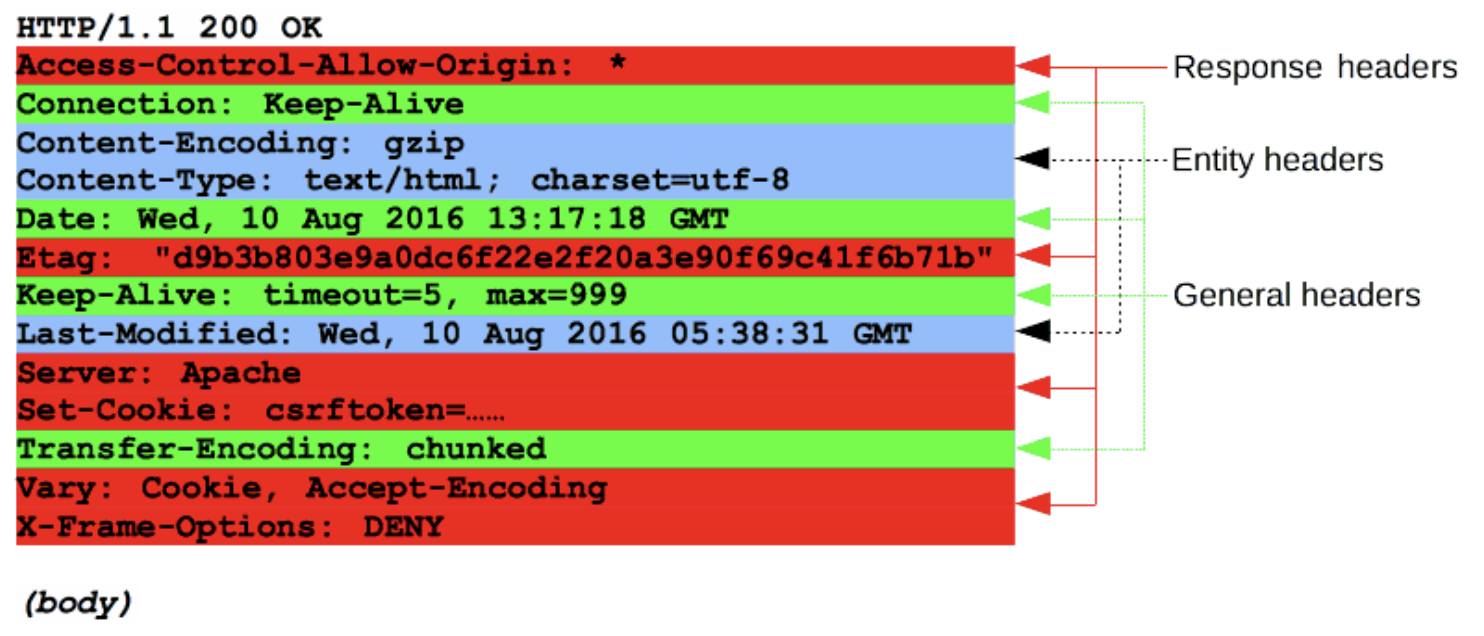 HTTP/1.1 200 OK
Access-Control-Allow-Origin: *
Response headers
Connection: Keep-Alive
Content-Encoding: gzip
Entity headers
Content-Type: text/html; charset=utf-8
Date: Wed, 10 Aug 2016 13:17:18 GMT
Etag: "d9b3b803e9a0dc6f22e2f20a3e90f69c41f6b71b"
Keep-Alive: timeout=5, max=999
General headers
Last-Modified: Wed, 10 Aug 2016 05:38:31 GMT
Server: Apache
Set-Cookie: csrftoken=……
Transfer-Encoding: chunked
Vary: Cookie, Accept-Encoding
X-Frame-Options: DENY
(body)